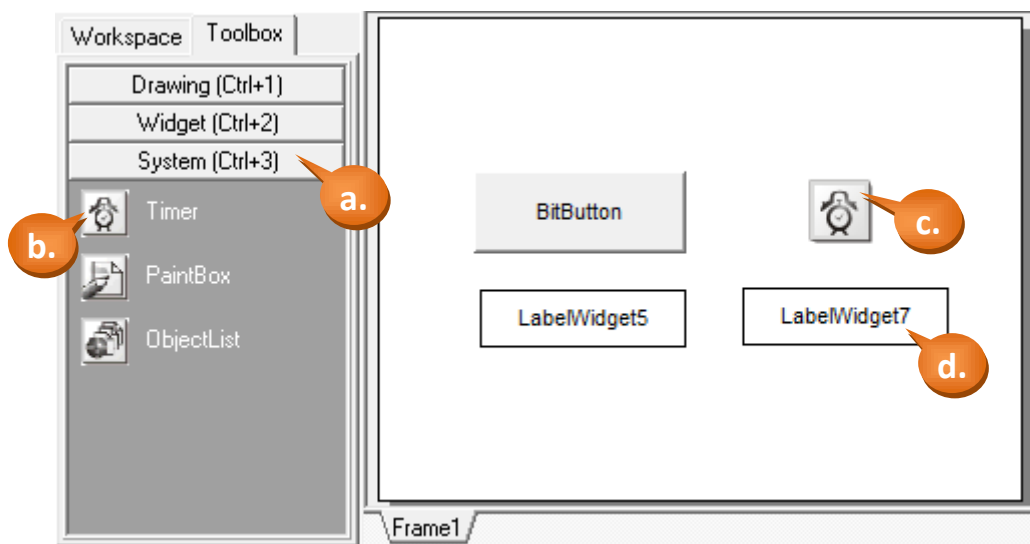 Workspace Toolbox
Drawing (Ctrl+1)
Widget (Ctrl+2)
System (Ctrl+3)
a.
b.
Timer
PaintBox
ObjectList
BitButton
c.
LabelWidget5
LabelWidget7
d.
Frame1